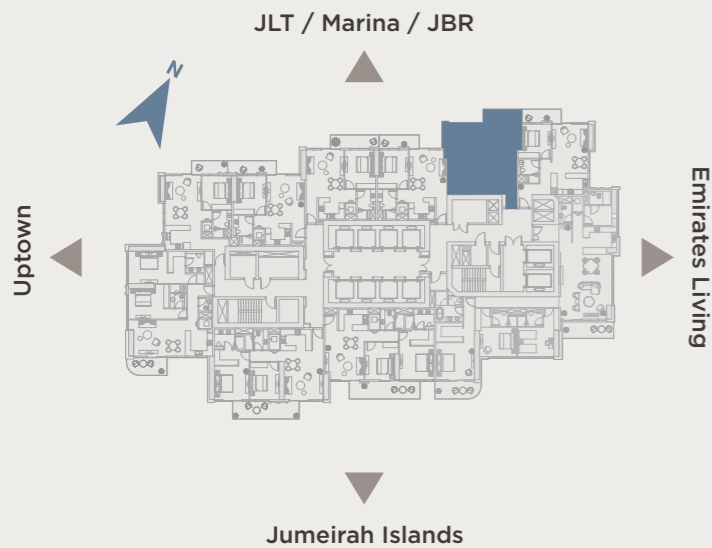 JLT / Marina / JBR
N
Uptown
Emirates Living
Jumeirah Islands